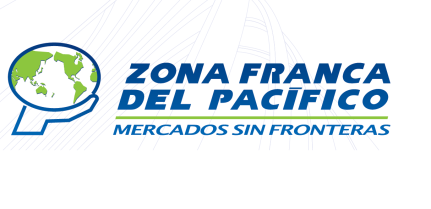 ZONA FRANCA
DEL PACÍFICO
MERCADOS SIN FRONTERAS